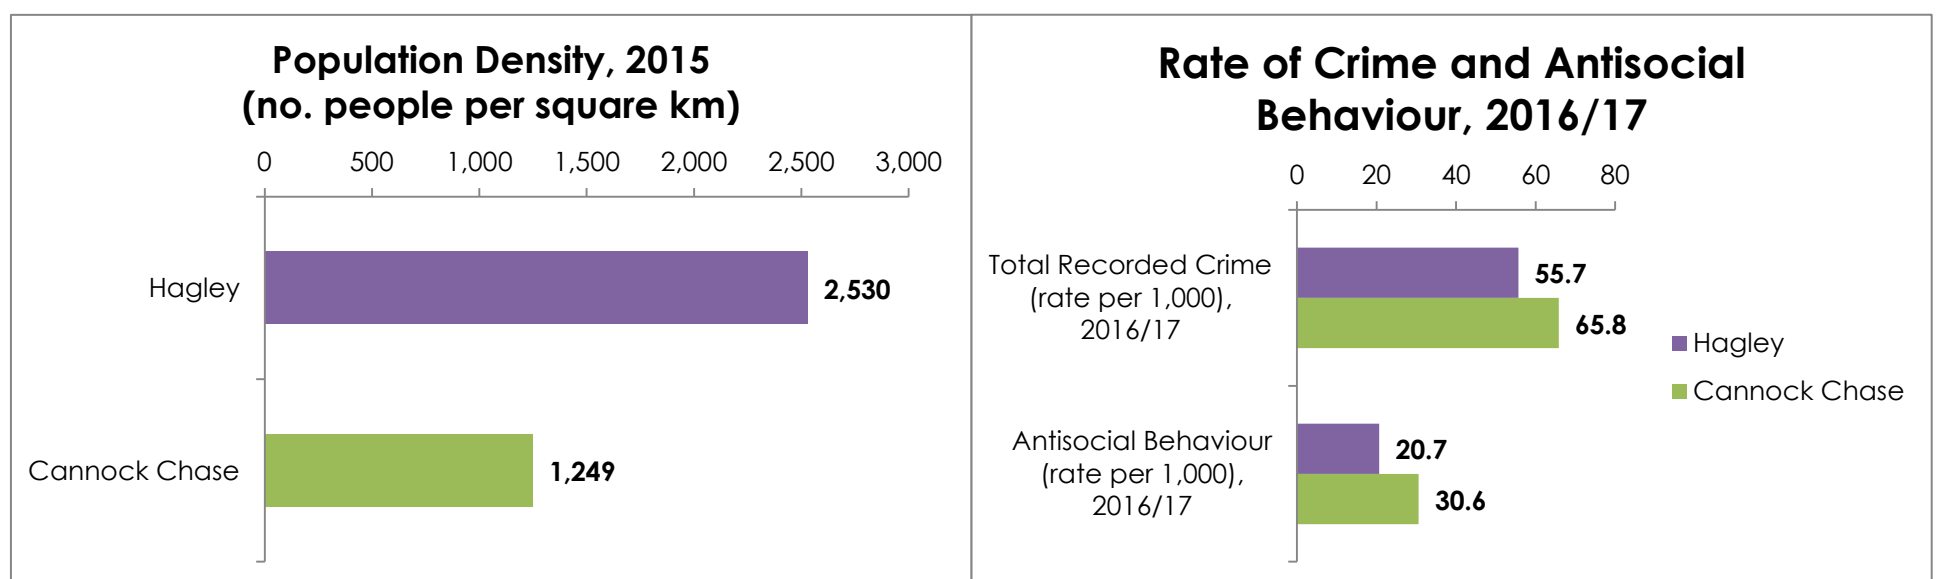 Population Density, 2015
(no. people per square km)
0 500 1,000 1,500 2,000 2,500 3,000
Hagley 2,530
Cannock Chase 1,249
Rate of Crime and Antisocial
Behaviour, 2016/17
0 20 40 60 80
Total Recorded Crime
(rate per 1,000),
2016/17
55.7
65.8
Antisocial Behaviour
(rate per 1,000),
2016/17
20.7
30.6
Hagley
Cannock Chase